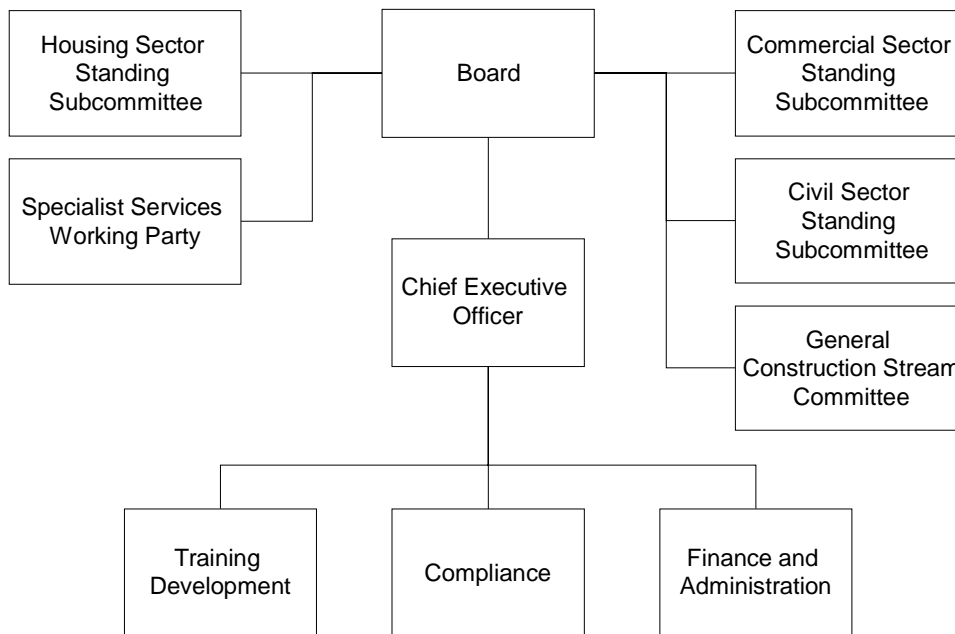 Housing Sector
Standing
Subcommittee
Board
Commercial Sector
Standing
Subcommittee
Specialist Services
Working Party
Civil Sector
Standing
Subcommittee
Chief Executive
Officer
General
Construction Stream
Committee
Training
Development
Compliance
Finance and
Administration